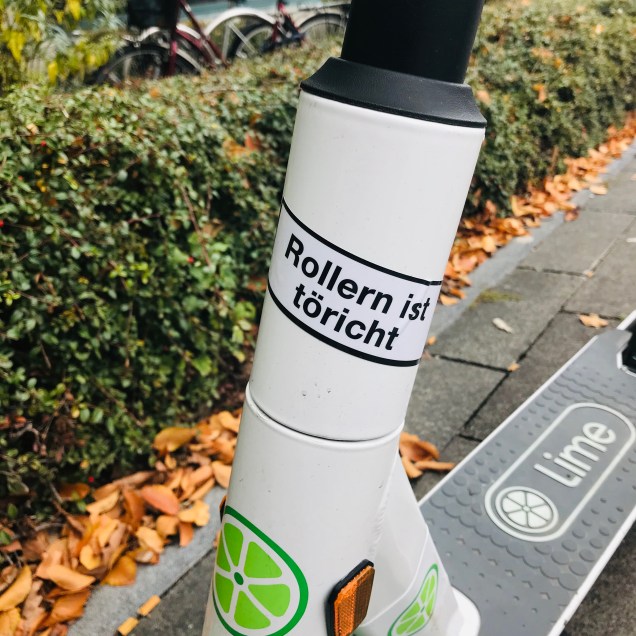 Rollern ist
töricht
Lime